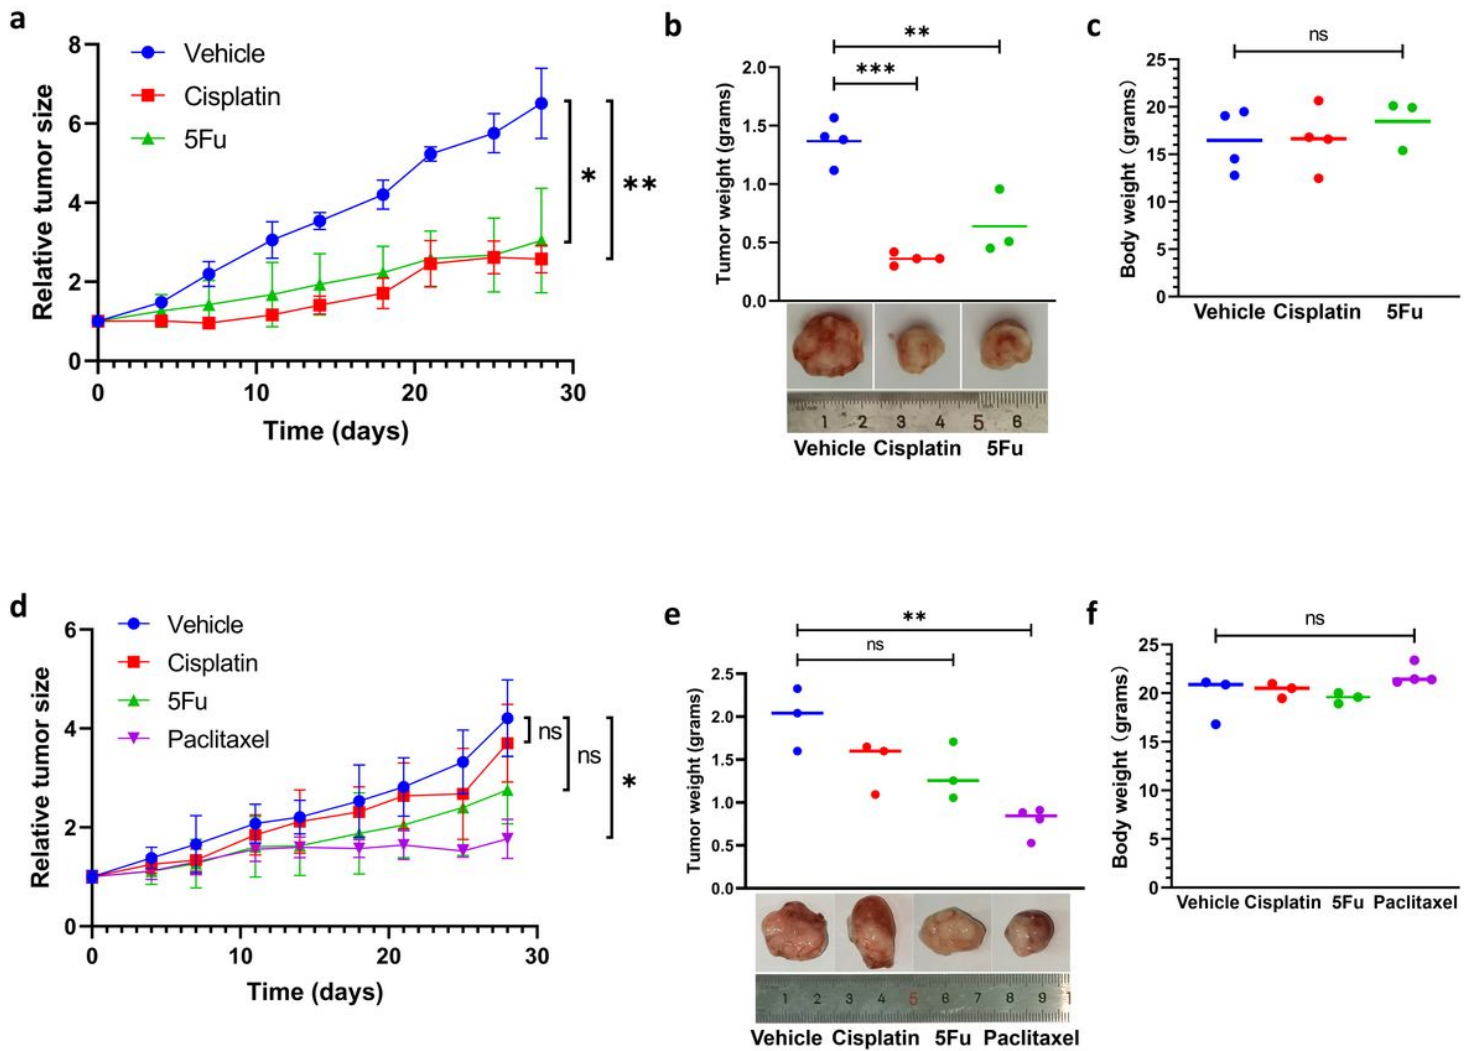 a
8
6
4
2
0
Relative tumor size
Vehicle
Cisplatin
5Fu
*
**
0
10
20
30
Time (days)
b
**
***
2.0
1.5
1.0
0.5
0.0
Tumor weight (grams)
1 2 3 4 5 6
Vehicle Cisplatin 5Fu
c
ns
25
20
15
10
5
0
Body weight (grams)
Vehicle Cisplatin 5Fu
d
6
4
2
0
Relative tumor size
Vehicle
Cisplatin
5Fu
Paclitaxel
ns
ns
*
0
10
20
30
Time (days)
e
**
ns
2.5
2.0
1.5
1.0
0.5
0.0
Tumor weight (grams)
1 2 3 4 5 6 7 8 9 1
Vehicle Cisplatin 5Fu Paclitaxel
f
ns
25
20
15
10
5
0
Body weight (grams)
Vehicle Cisplatin 5Fu Paclitaxel